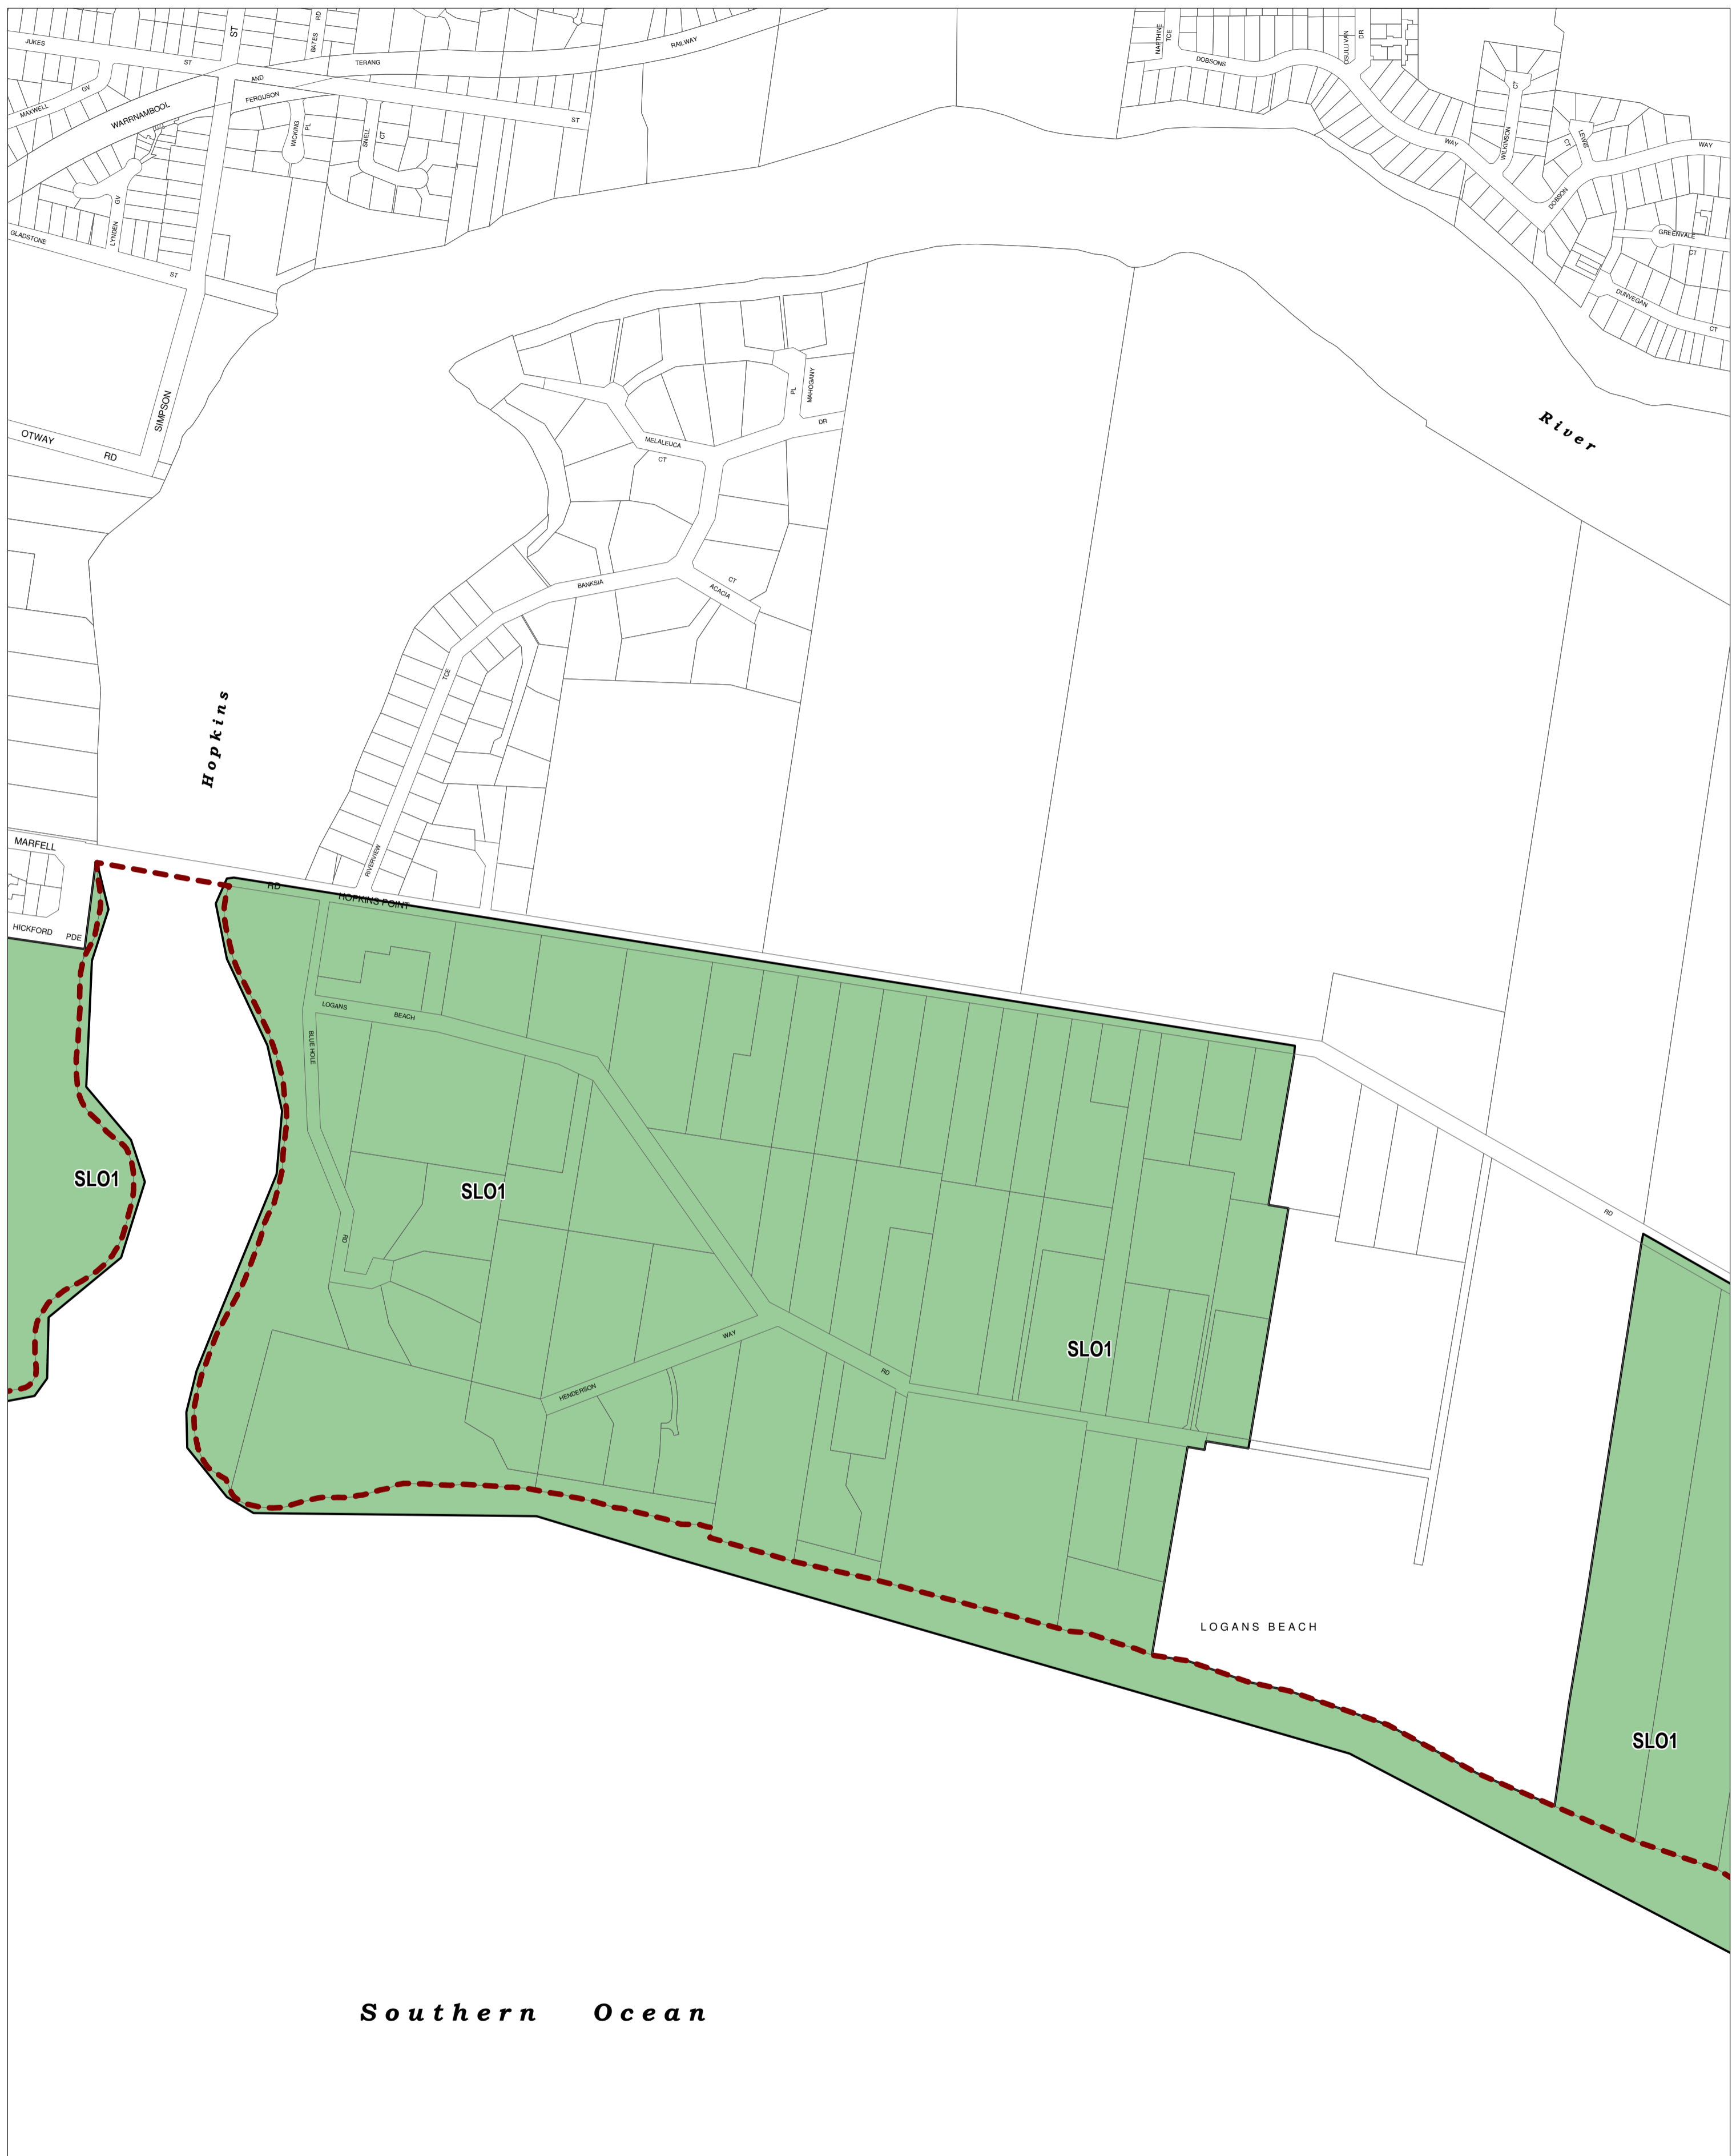 JUKES
ST
ST
BATES
RD
TERANG
RAILWAY
AND
FERGUSON
ST
MAXWELL
GV
WARRNAMBOOL
WICKING
PL
SNELL
CT
LYNDEN
GV
GLADSTONE
ST
SIMPSON
OTWAY
RD
NAPTHINE
TCE
DOBSONS
OSULLIVAN
DR
WAY
WILKINSON
CT
LEWIS
CT
WAY
DOBSON
GREENVALE
CT
DUNVEGAN
CT
River
MAHOGANY
PL
DR
MELALEUCA
CT
BANKSIA
CT
ACACIA
TCE
Hopkins
RIVERVIEW
MARFELL
RD
HOPKINS POINT
HICKFORD
PDE
LOGANS
BEACH
BLUE HOLE
SLO1
SLO1
RD
RD
WAY
SLO1
RD
HENDERSON
LOGANS BEACH
SLO1
Southern Ocean